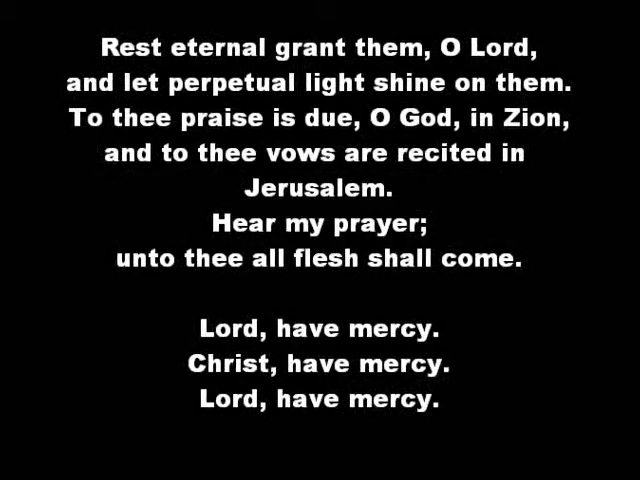 Rest eternal grant them, O Lord,
and let perpetual light shine on them.
To thee praise is due, O God, in Zion,
and to thee vows are recited in
Jerusalem.
Hear my prayer;
unto thee all flesh shall come.
Lord, have mercy.
Christ, have mercy.
Lord, have mercy.